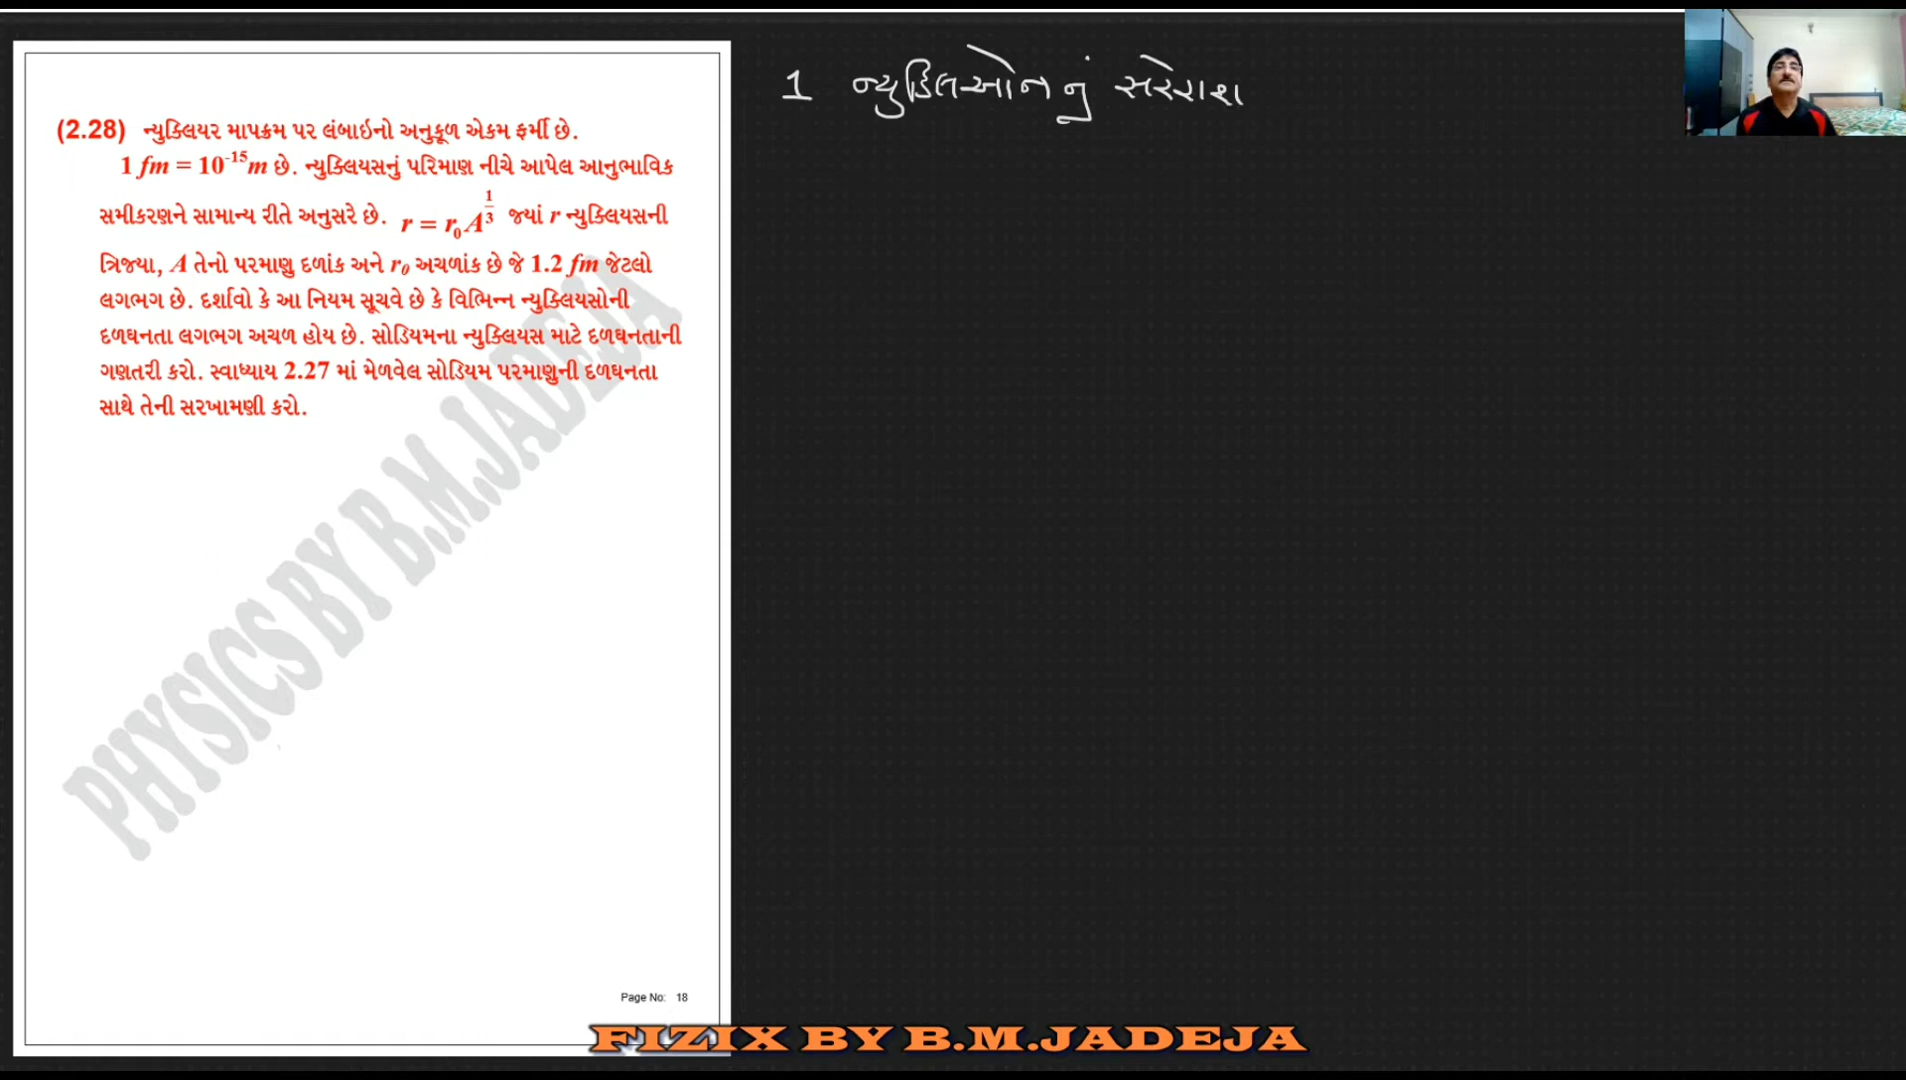 (2.28) ન્યુક્લિયર માપક્રમ પર લંબાઇનો અનુકૂળ એકમ ફર્મી છે.
1 fm = 10⁻¹⁵m છે. ન્યુક્લિયસનું પરિમાણ નીચે આપેલ આનુભાવિક
સમીકરણને સામાન્ય રીતે અનુસરે છે. r = r₀A^(1/3) જ્યાં r ન્યુક્લિયસની
ત્રિજ્યા, A તેનો પરમાણુ દળાંક અને r₀ અચળાંક છે જે 1.2 fm જેટલો
લગભગ છે. દર્શાવો કે આ નિયમ સૂચવે છે કે વિભિન્ન ન્યુક્લિયસોની
દળઘનતા લગભગ અચળ હોય છે. સોડિયમના ન્યુક્લિયસ માટે દળઘનતાની
ગણતરી કરો. સ્વાધ્યાય 2.27 માં મેળવેલ સોડિયમ પરમાણુની દળઘનતા
સાથે તેની સરખામણી કરો.
PHYSICS BY B.M.JADEJA
Page No: 18
1 ન્યુક્લિઓનનું સરેરાશ
FIZIX BY B.M.JADEJA